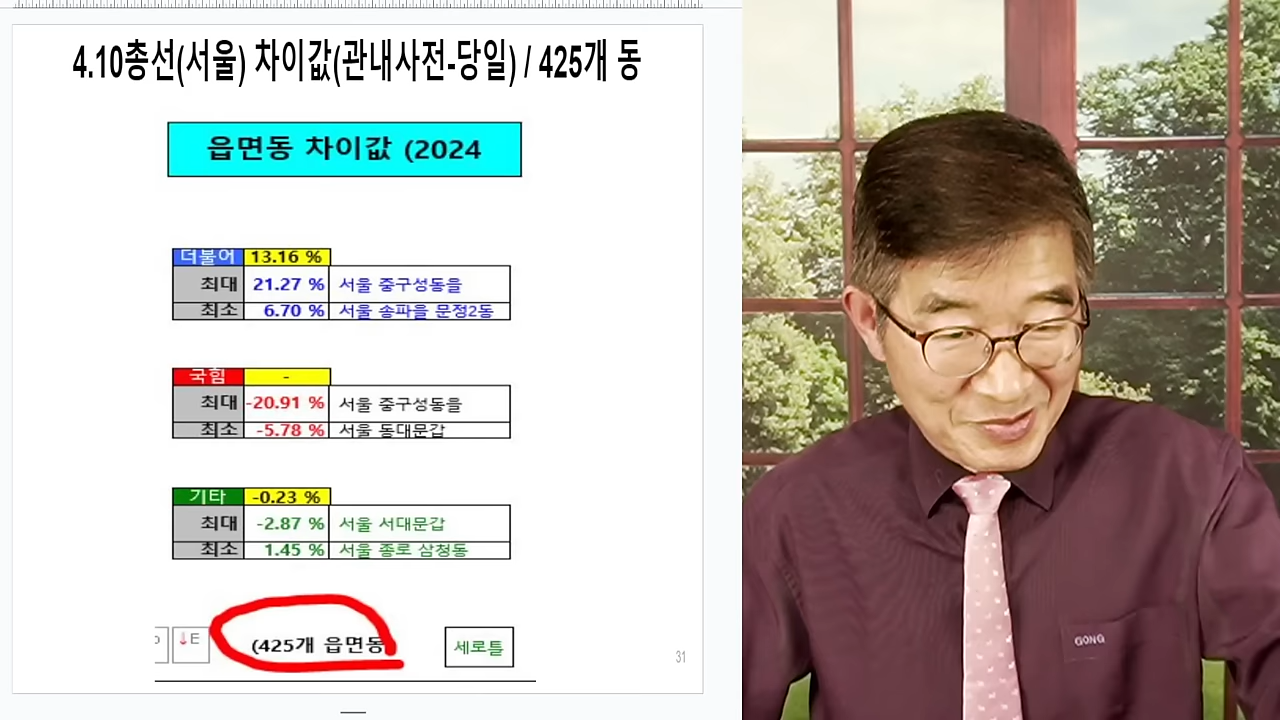 4.10총선(서울) 차이값(관내사전-당일) / 425개 동
읍면동 차이값 (2024
더불어 13.16 %
최대 21.27 % 서울 중구성동을
최소 6.70 % 서울 송파을 문정2동
국힘 -
최대 -20.91 % 서울 중구성동을
최소 -5.78 % 서울 동대문갑
기타 -0.23 %
최대 -2.87 % 서울 서대문갑
최소 1.45 % 서울 종로 삼청동
↓E (425개 읍면동) 세로틀
31
GONG